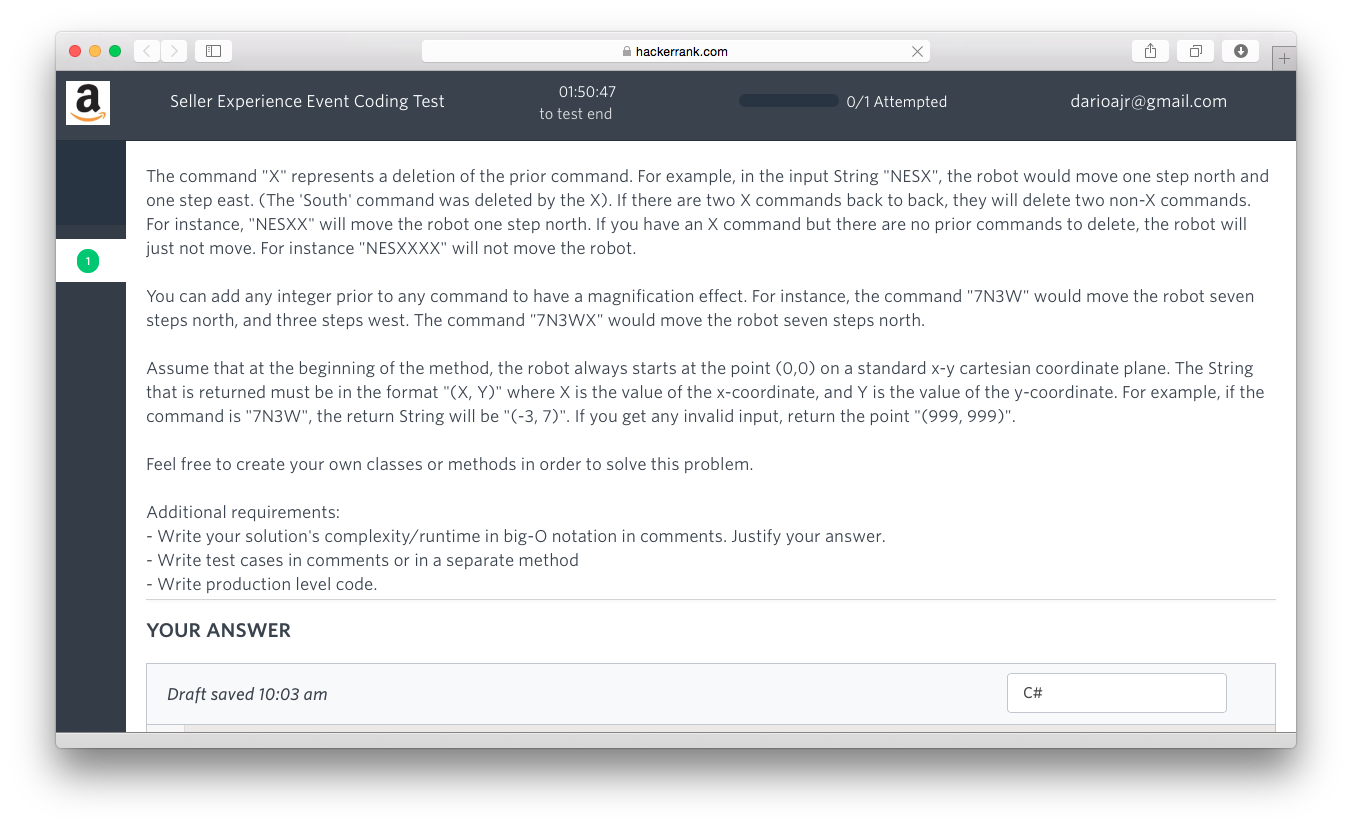 hackerrank.com
a
Seller Experience Event Coding Test
01:50:47
to test end
0/1 Attempted
darioajr@gmail.com
The command "X" represents a deletion of the prior command. For example, in the input String "NESX", the robot would move one step north and
one step east. (The 'South' command was deleted by the X). If there are two X commands back to back, they will delete two non-X commands.
For instance, "NESXX" will move the robot one step north. If you have an X command but there are no prior commands to delete, the robot will
just not move. For instance "NESXXXX" will not move the robot.
1
You can add any integer prior to any command to have a magnification effect. For instance, the command "7N3W" would move the robot seven
steps north, and three steps west. The command "7N3WX" would move the robot seven steps north.
Assume that at the beginning of the method, the robot always starts at the point (0,0) on a standard x-y cartesian coordinate plane. The String
that is returned must be in the format "(X, Y)" where X is the value of the x-coordinate, and Y is the value of the y-coordinate. For example, if the
command is "7N3W", the return String will be "(-3, 7)". If you get any invalid input, return the point "(999, 999)".
Feel free to create your own classes or methods in order to solve this problem.
Additional requirements:
- Write your solution's complexity/runtime in big-O notation in comments. Justify your answer.
- Write test cases in comments or in a separate method
- Write production level code.
YOUR ANSWER
Draft saved 10:03 am
C#